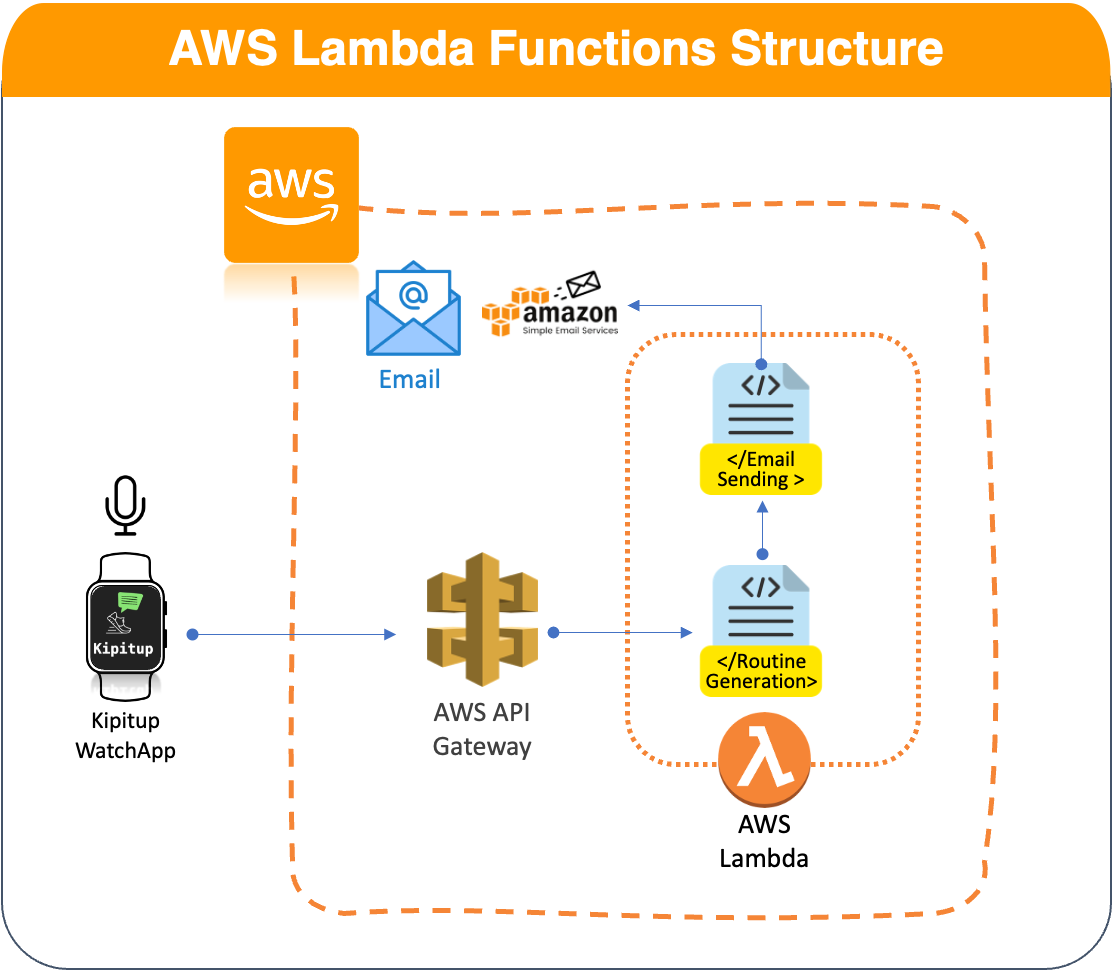 AWS Lambda Functions Structure
aws
@
Email
amazon
Simple Email Services
</>
</Email
Sending >
Kipitup
Kipitup
WatchApp
AWS API
Gateway
</>
</Routine
Generation>
λ
AWS
Lambda